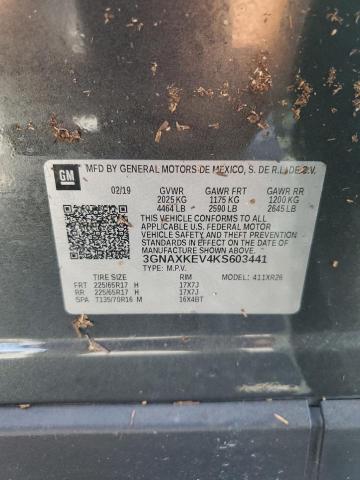 GM
MFD BY GENERAL MOTORS DE MEXICO, S. DE R.L. DE C.V.
02/19 GVWR GAWR FRT GAWR RR
2025 KG 1175 KG 1200 KG
4464 LB 2590 LB 2645 LB
THIS VEHICLE CONFORMS TO ALL
APPLICABLE U.S. FEDERAL MOTOR
VEHICLE SAFETY AND THEFT PREVENTION
STANDARDS IN EFFECT ON THE DATE OF
MANUFACTURE SHOWN ABOVE.
3GNAXKEV4KS603441
TYPE: M.P.V. MODEL: 411XR26
TIRE SIZE RIM
FRT 225/65R17 H 17X7J
RR 225/65R17 H 17X7J
SPA T135/70R16 M 16X4BT